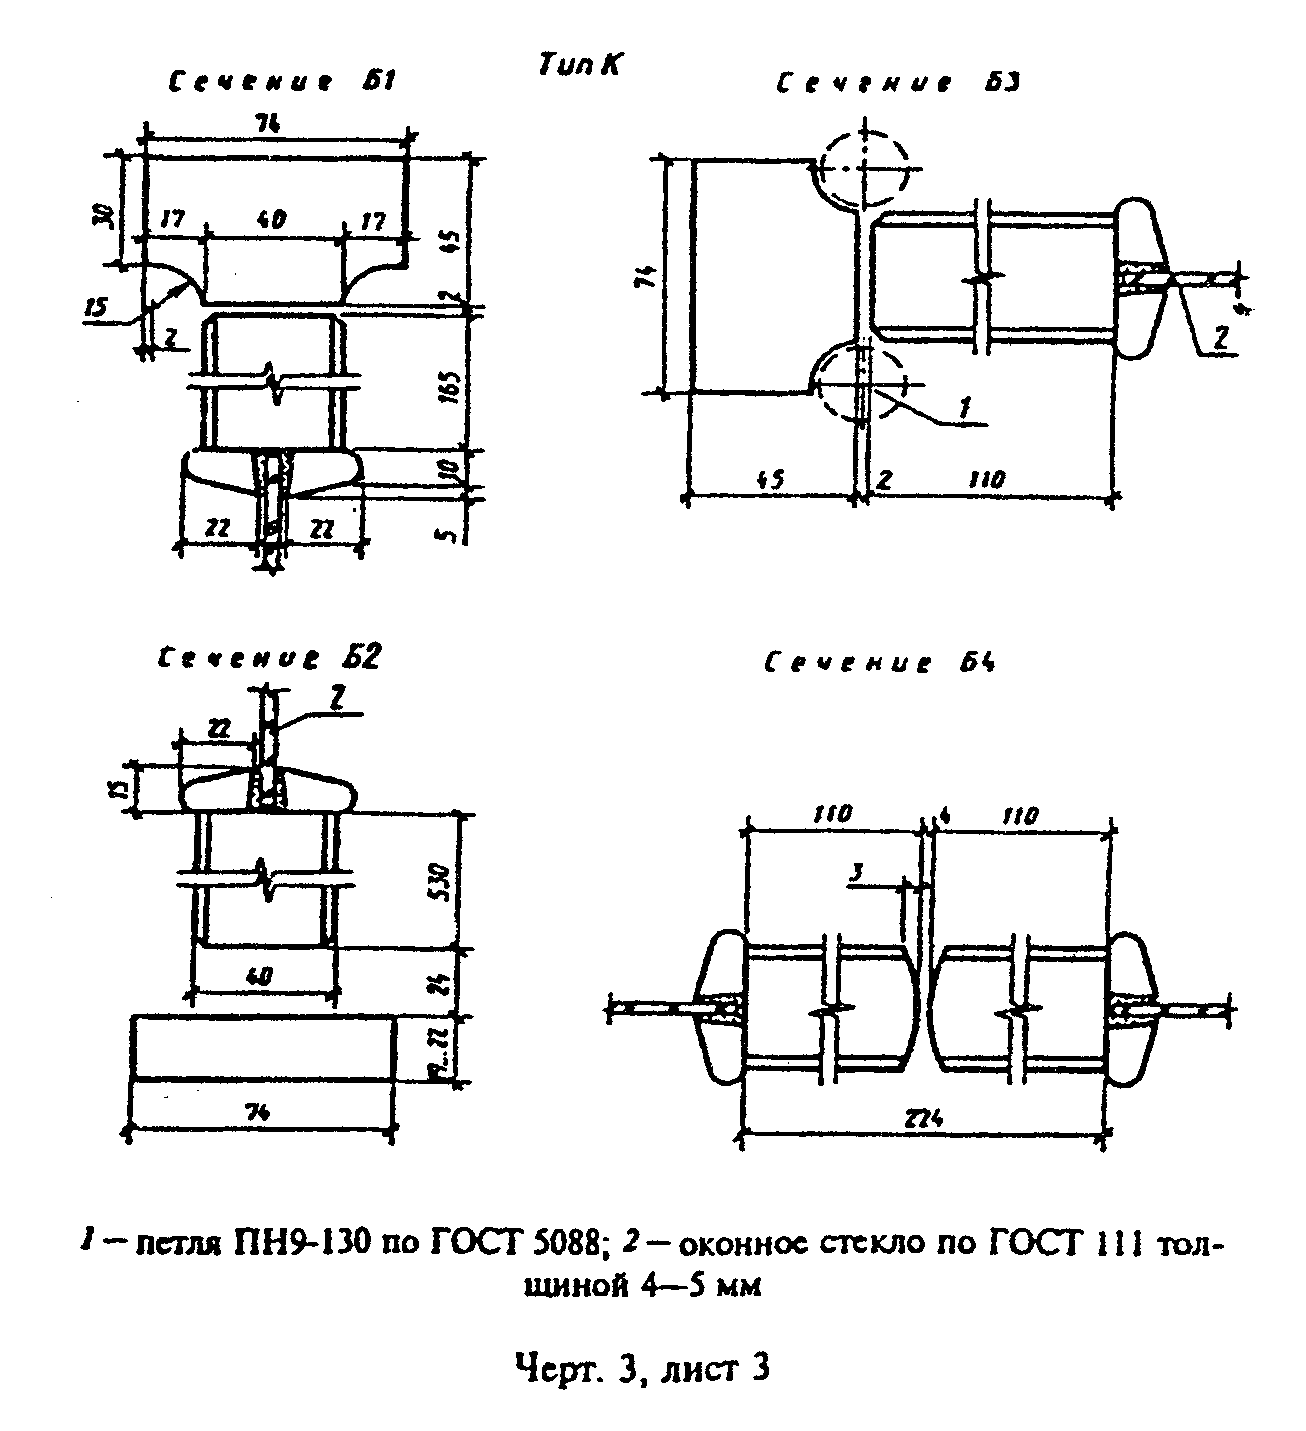 Тип К
Сечение Б1
74
30
17 40 17
45
15
2
2
165
10
22 22
5
Сечение Б3
74
2
1
45 2 110
Сечение Б2
2
22
15
530
40
24
19...22
74
Сечение Б4
110 4 110
3
224
1 — петля ПН9-130 по ГОСТ 5088; 2 — оконное стекло по ГОСТ 111 тол-
щиной 4—5 мм
Черт. 3, лист 3